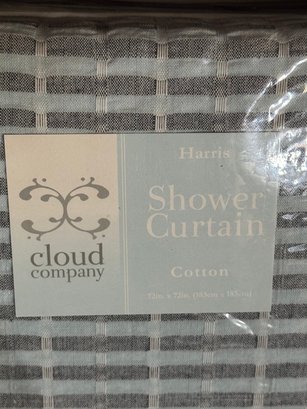 Harris
Shower
Curtain
Cotton
72in. x 72in. (183cm x 183cm)
cloud
company